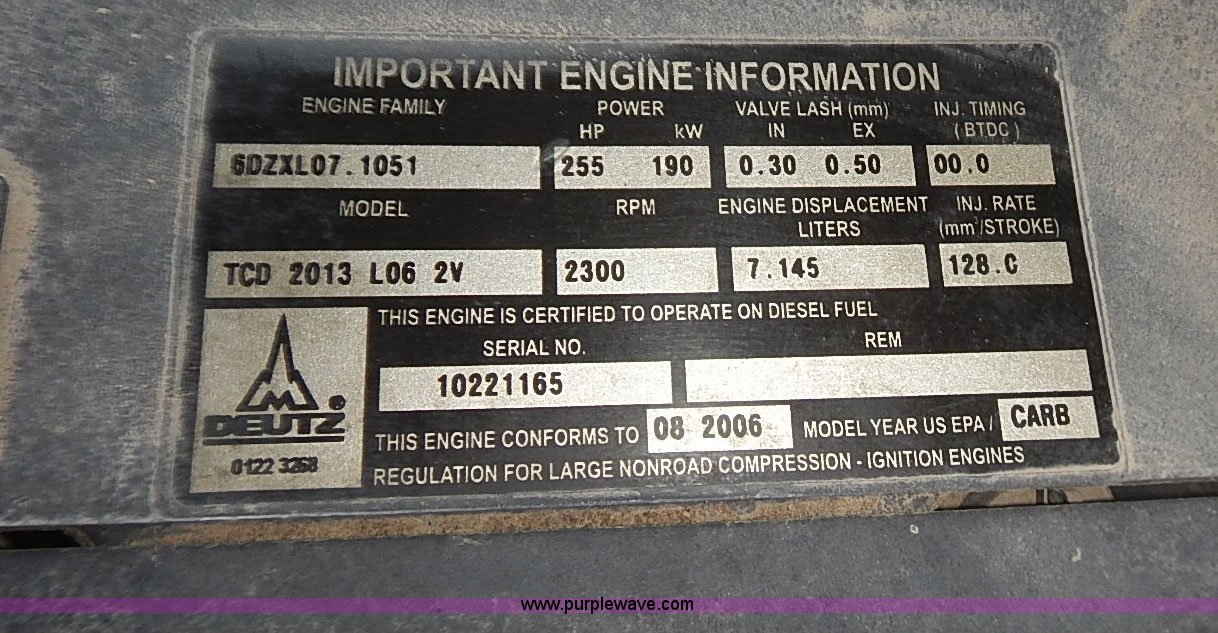 IMPORTANT ENGINE INFORMATION
ENGINE FAMILY POWER VALVE LASH (mm) INJ. TIMING
HP kW IN EX (BTDC)
6DZXL07.1051 255 190 0.30 0.50 00.0
MODEL RPM ENGINE DISPLACEMENT INJ. RATE
LITERS (mm³/STROKE)
TCD 2013 L06 2V 2300 7.145 128.C
THIS ENGINE IS CERTIFIED TO OPERATE ON DIESEL FUEL
SERIAL NO. REM
10221165
DEUTZ ®
THIS ENGINE CONFORMS TO 08 2006 MODEL YEAR US EPA / CARB
0122 3268
REGULATION FOR LARGE NONROAD COMPRESSION - IGNITION ENGINES
www.purplewave.com